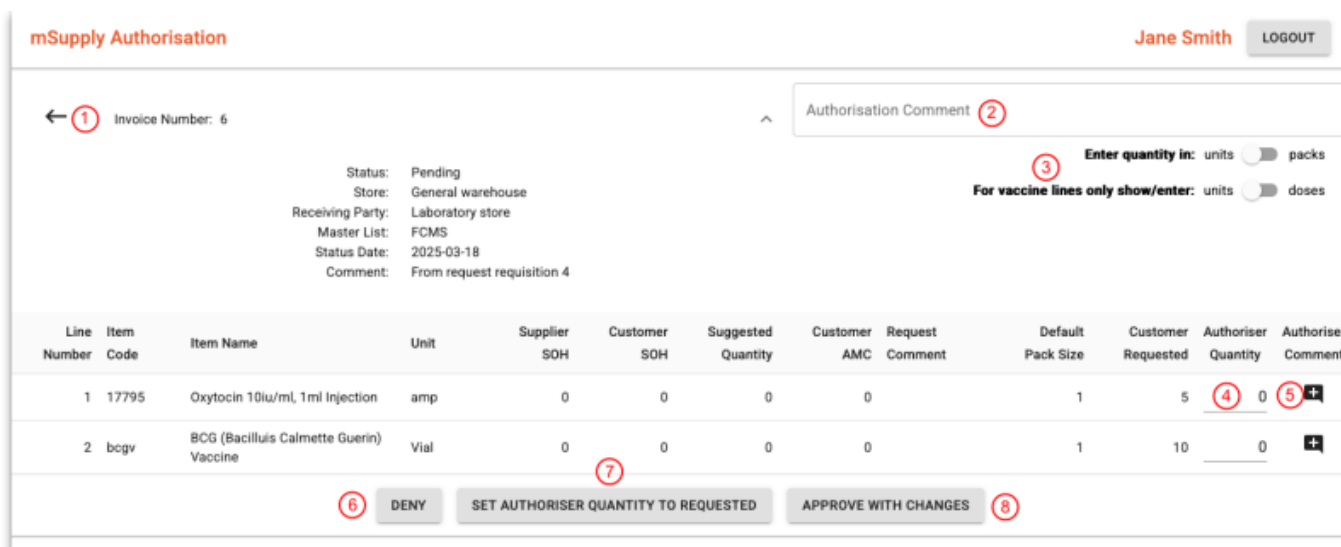 mSupply Authorisation Jane Smith LOGOUT
← 1 Invoice Number: 6 Authorisation Comment 2
3 Enter quantity in: units packs
For vaccine lines only show/enter: units doses
Status: Pending
Store: General warehouse
Receiving Party: Laboratory store
Master List: FCMS
Status Date: 2025-03-18
Comment: From request requisition 4
Line Number Item Code Item Name Unit Supplier SOH Customer SOH Suggested Quantity Customer AMC Request Comment Default Pack Size Customer Requested Authoriser Quantity Authoriser Comment
1 17795 Oxytocin 10iu/ml, 1ml Injection amp 0 0 0 0 1 5 4 0 5
2 bcgv BCG (Bacilluis Calmette Guerin) Vaccine Vial 0 0 0 0 1 10 0
7
6 DENY SET AUTHORISER QUANTITY TO REQUESTED APPROVE WITH CHANGES 8